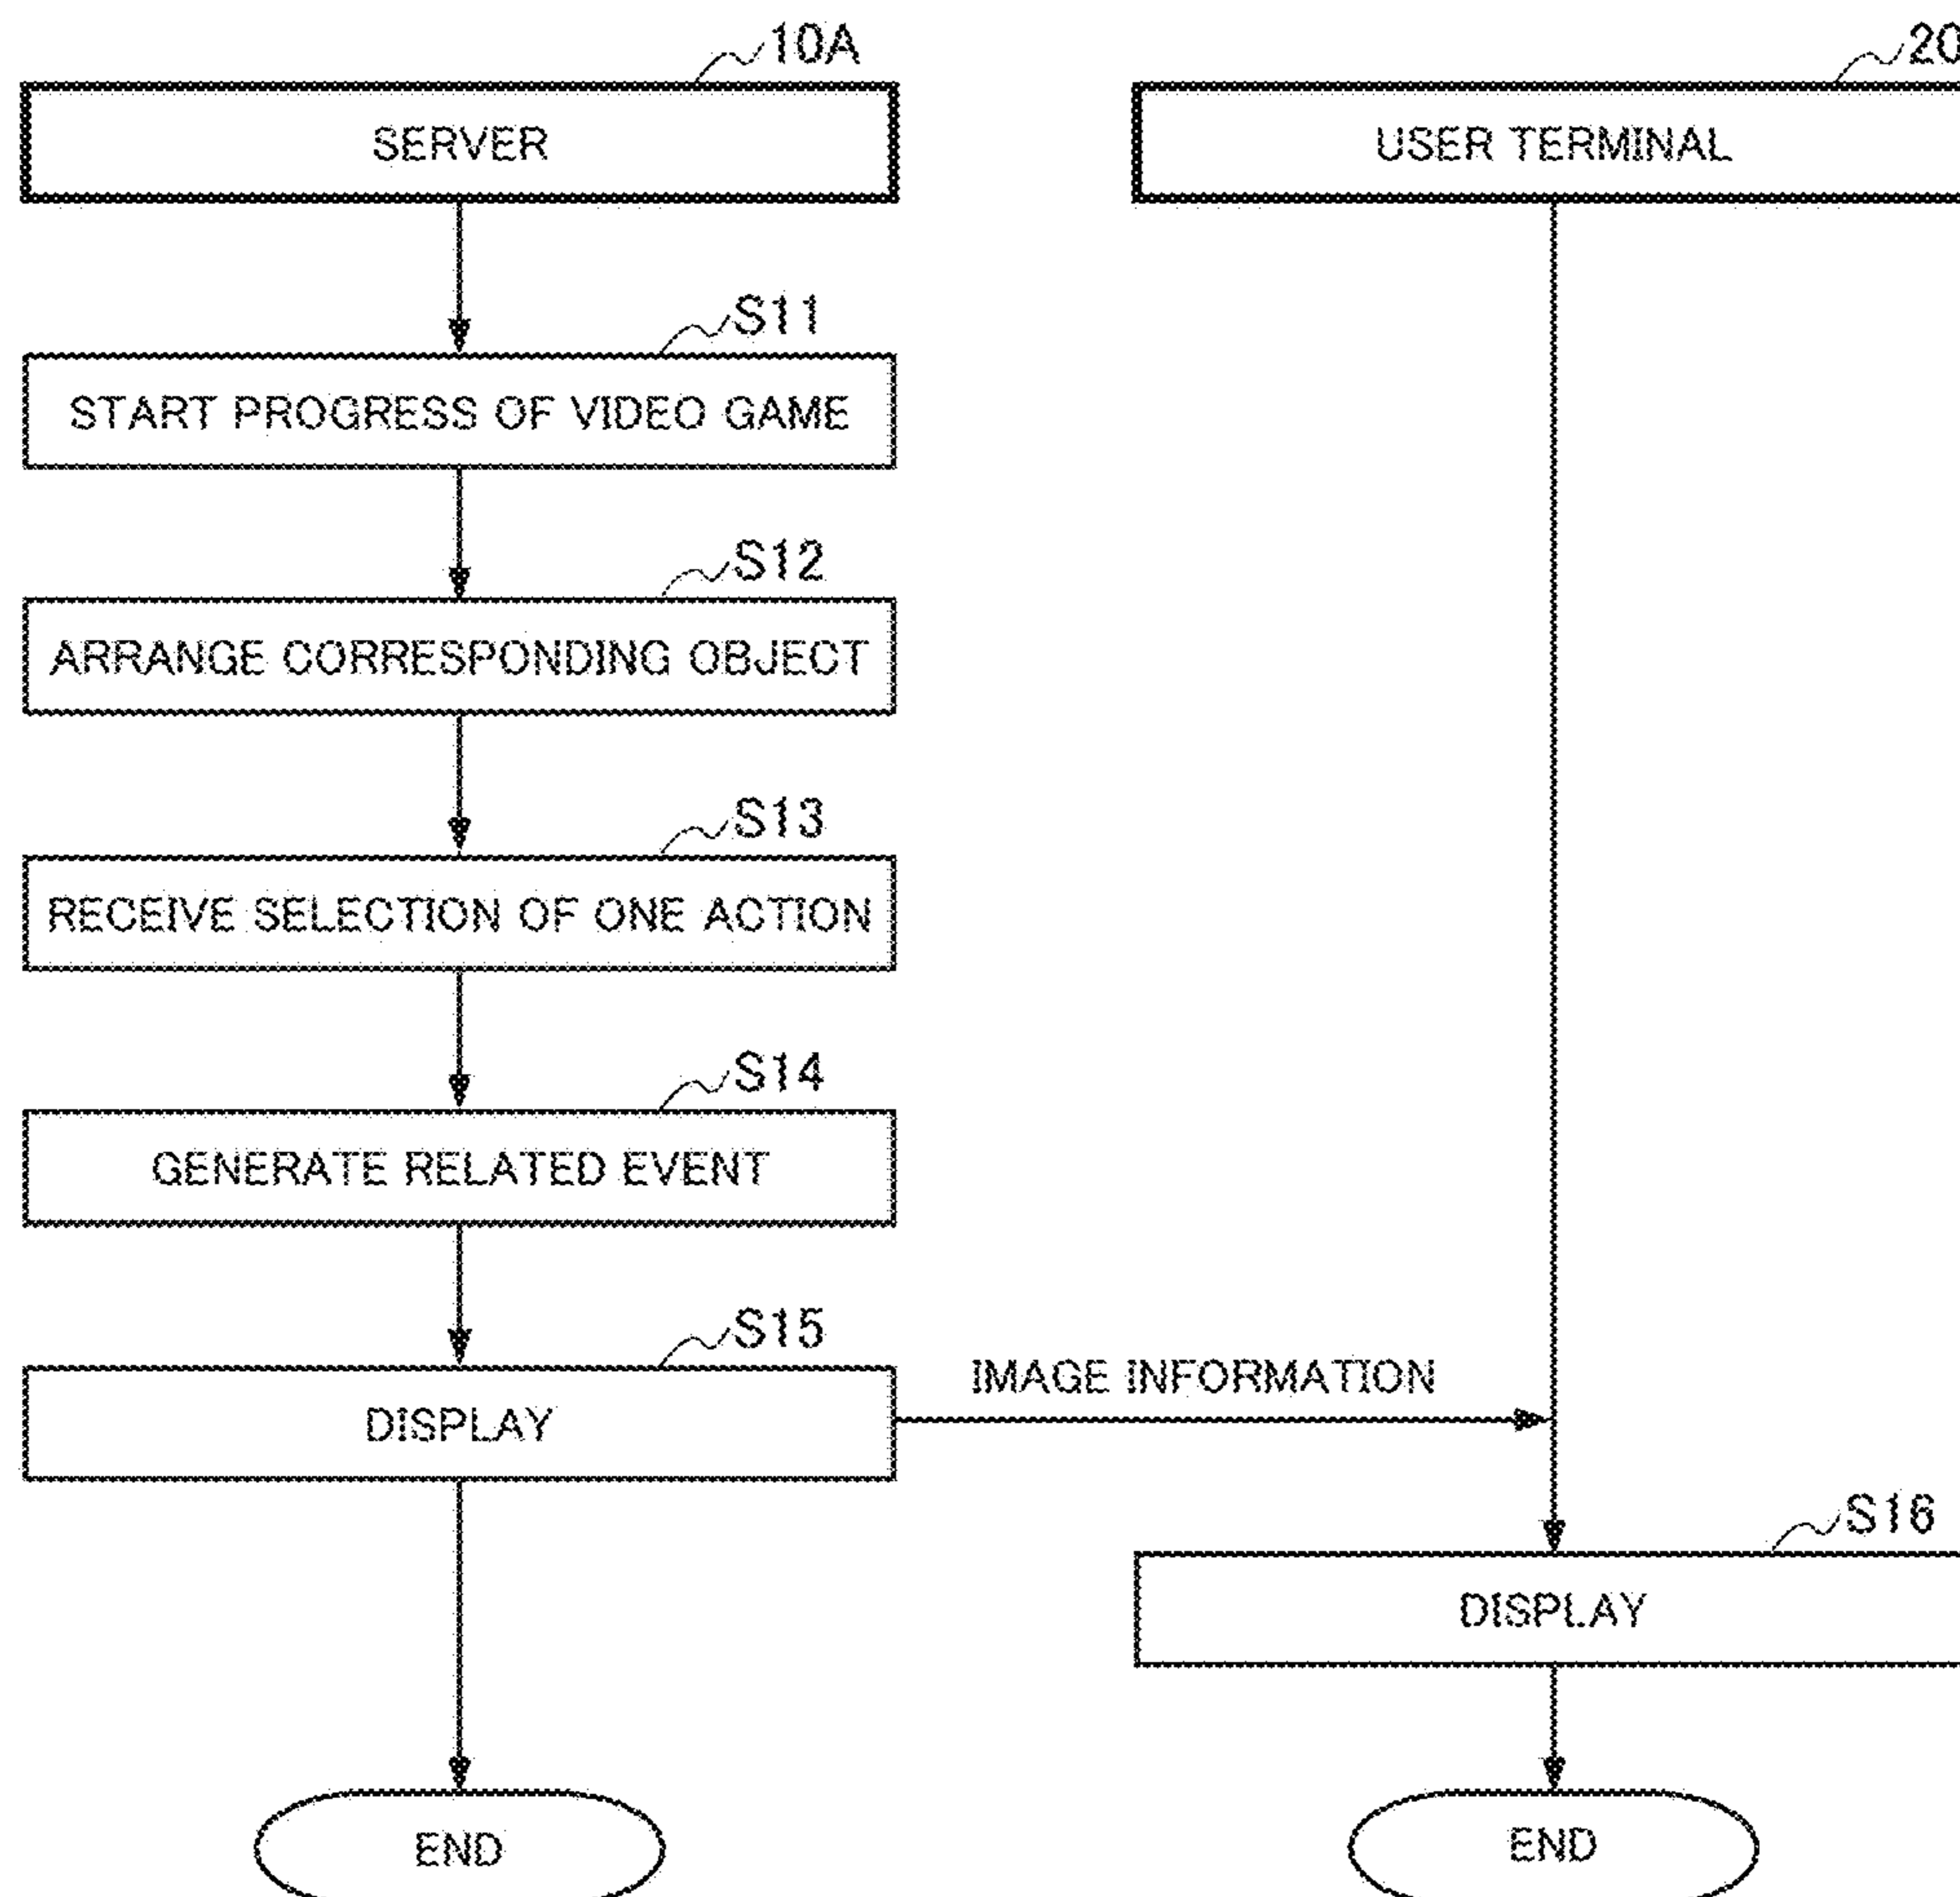 10A
SERVER
S11
START PROGRESS OF VIDEO GAME
S12
ARRANGE CORRESPONDING OBJECT
S13
RECEIVE SELECTION OF ONE ACTION
S14
GENERATE RELATED EVENT
S15
DISPLAY
END
IMAGE INFORMATION
20
USER TERMINAL
S16
DISPLAY
END